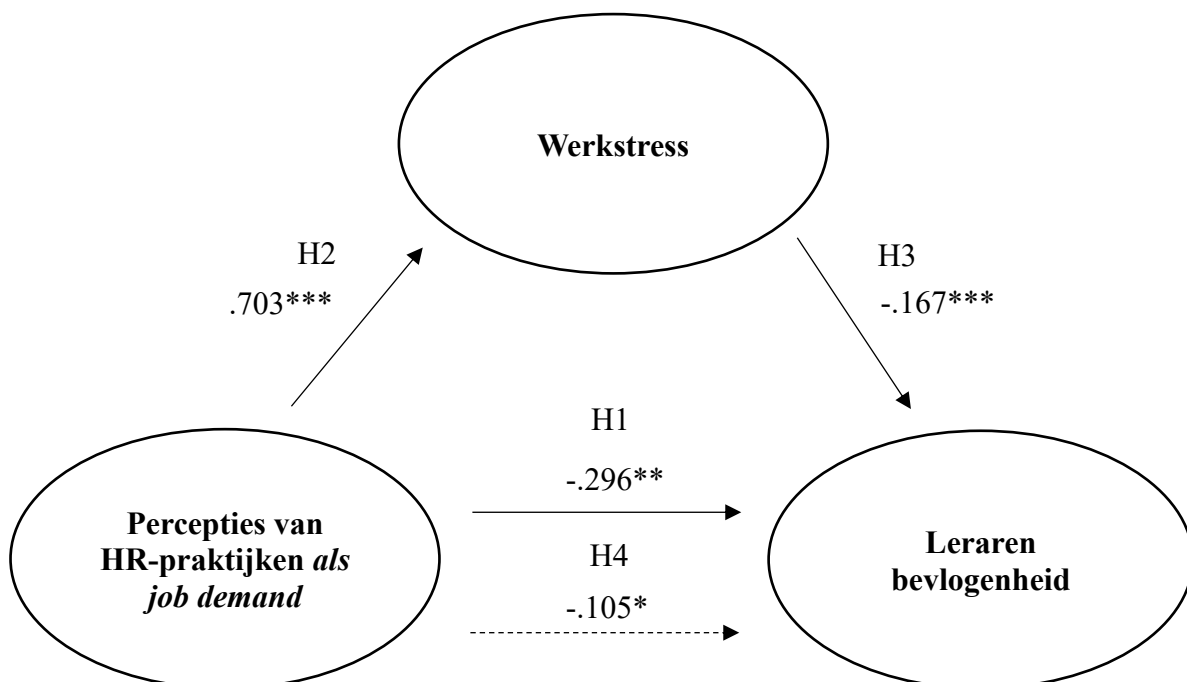 Werkstress
H2
.703***
H3
-.167***
H1
-.296**
Percepties van
HR-praktijken als
job demand
H4
-.105*
Leraren
bevlogenheid